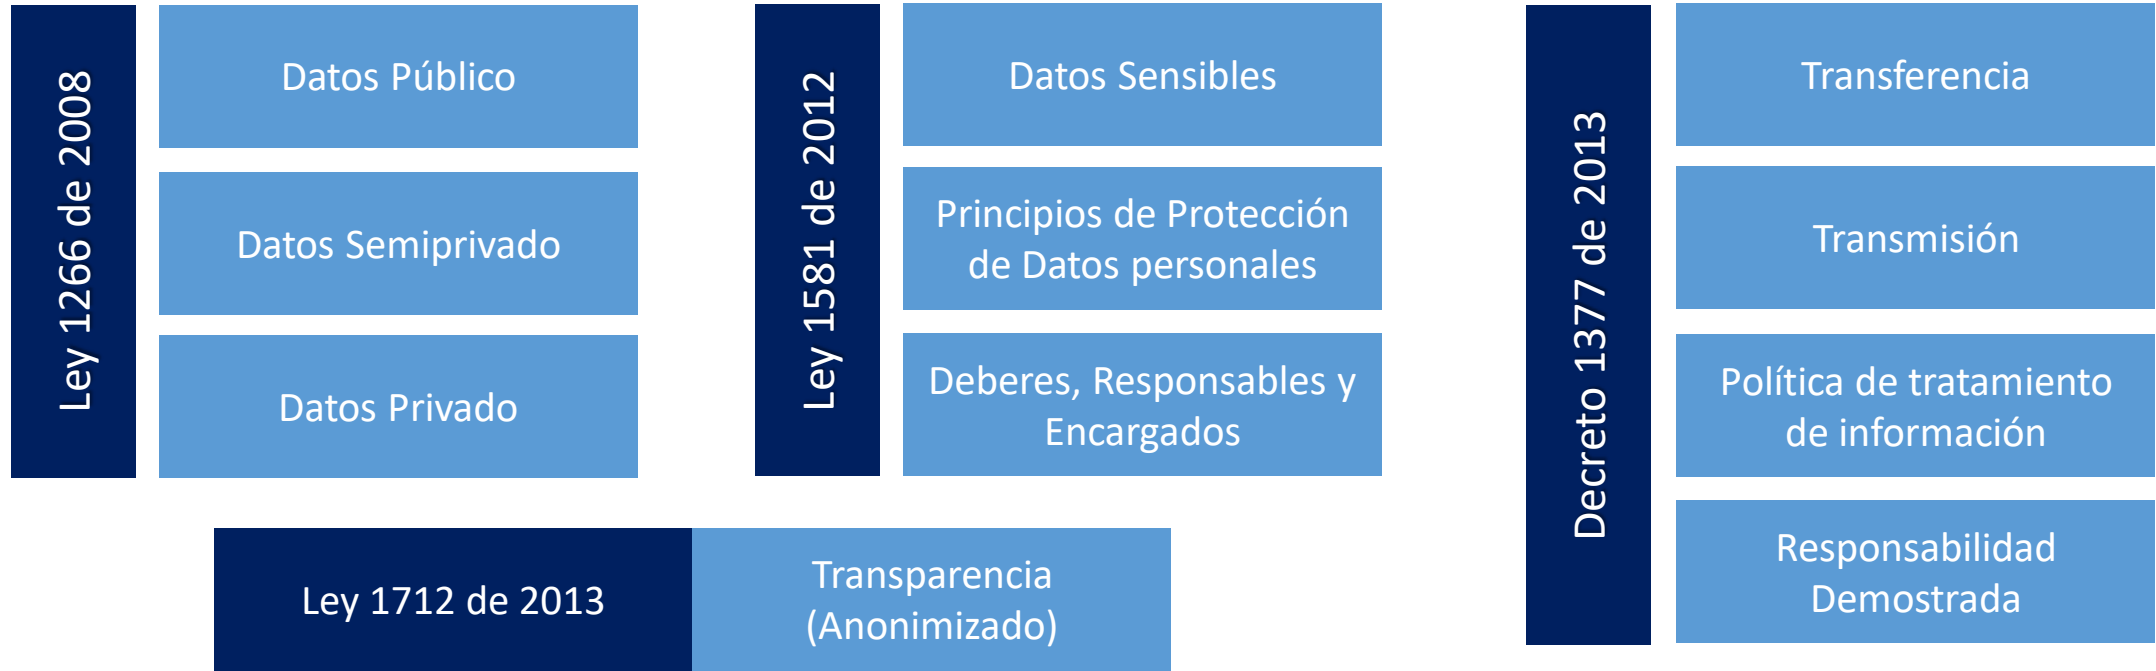 Ley 1266 de 2008
Datos Público
Datos Semiprivado
Datos Privado
Ley 1581 de 2012
Datos Sensibles
Principios de Protección
de Datos personales
Deberes, Responsables y
Encargados
Decreto 1377 de 2013
Transferencia
Transmisión
Política de tratamiento
de información
Responsabilidad
Demostrada
Ley 1712 de 2013
Transparencia
(Anonimizado)